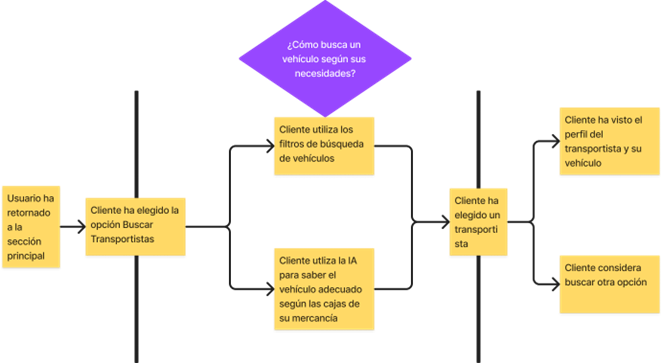 ¿Cómo busca un
vehículo según sus
necesidades?
Usuario ha
retornado
a la
sección
principal
Cliente ha elegido la
opción Buscar
Transportistas
Cliente utiliza los
filtros de búsqueda
de vehículos
Cliente utliza la IA
para saber el
vehículo adecuado
según las cajas de
su mercancía
Cliente ha
elegido un
transporti
sta
Cliente ha visto el
perfil del
transportista y su
vehículo
Cliente considera
buscar otra opción